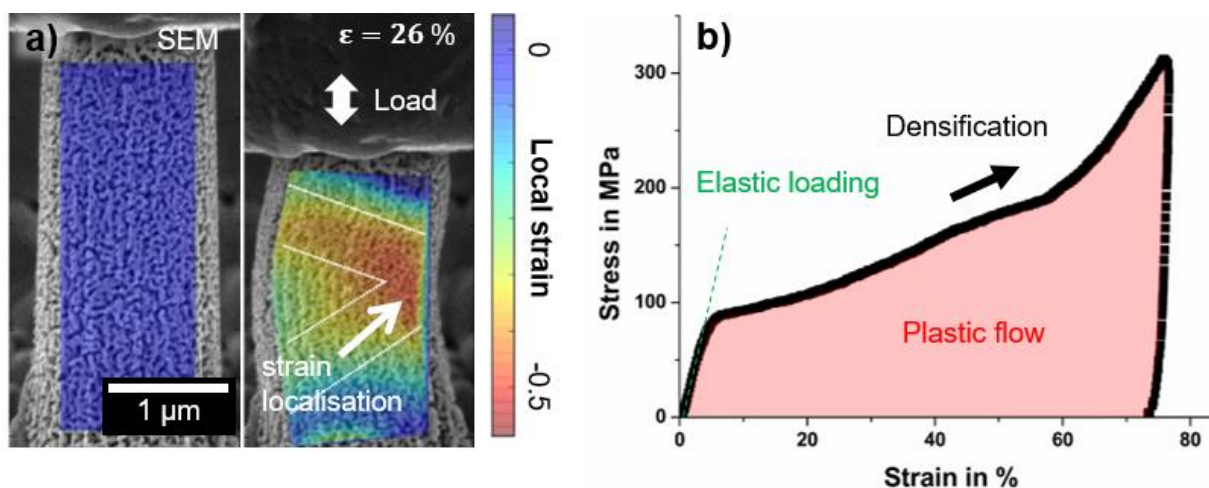 a)
SEM
1 µm
ε = 26 %
Load
strain
localisation
0
Local strain
-0.5
b)
300
200
100
0
Stress in MPa
Elastic loading
Densification
Plastic flow
0
20
40
60
80
Strain in %